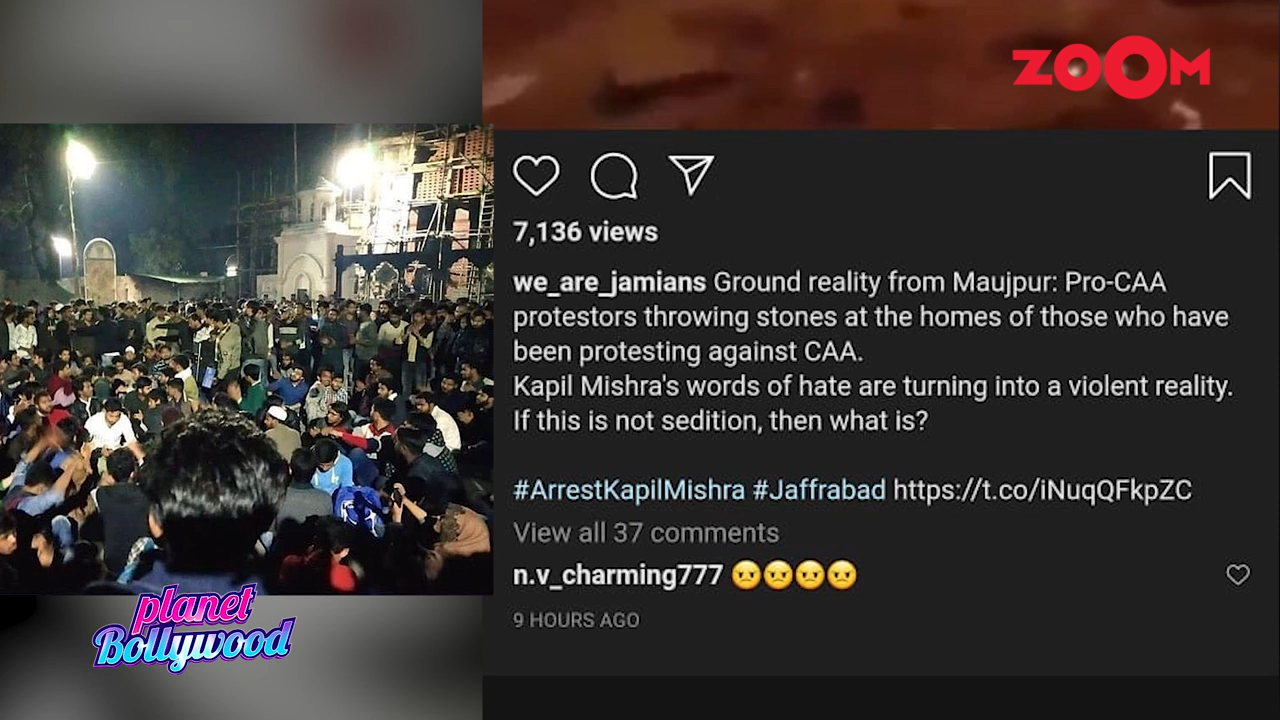 ZOOM
7,136 views
we_are_jamians Ground reality from Maujpur: Pro-CAA
protestors throwing stones at the homes of those who have
been protesting against CAA.
Kapil Mishra's words of hate are turning into a violent reality.
If this is not sedition, then what is?
#ArrestKapilMishra #Jaffrabad https://t.co/iNuqQFkpZC
View all 37 comments
n.v_charming777 😠😠😠😠
9 HOURS AGO
planet
Bollywood